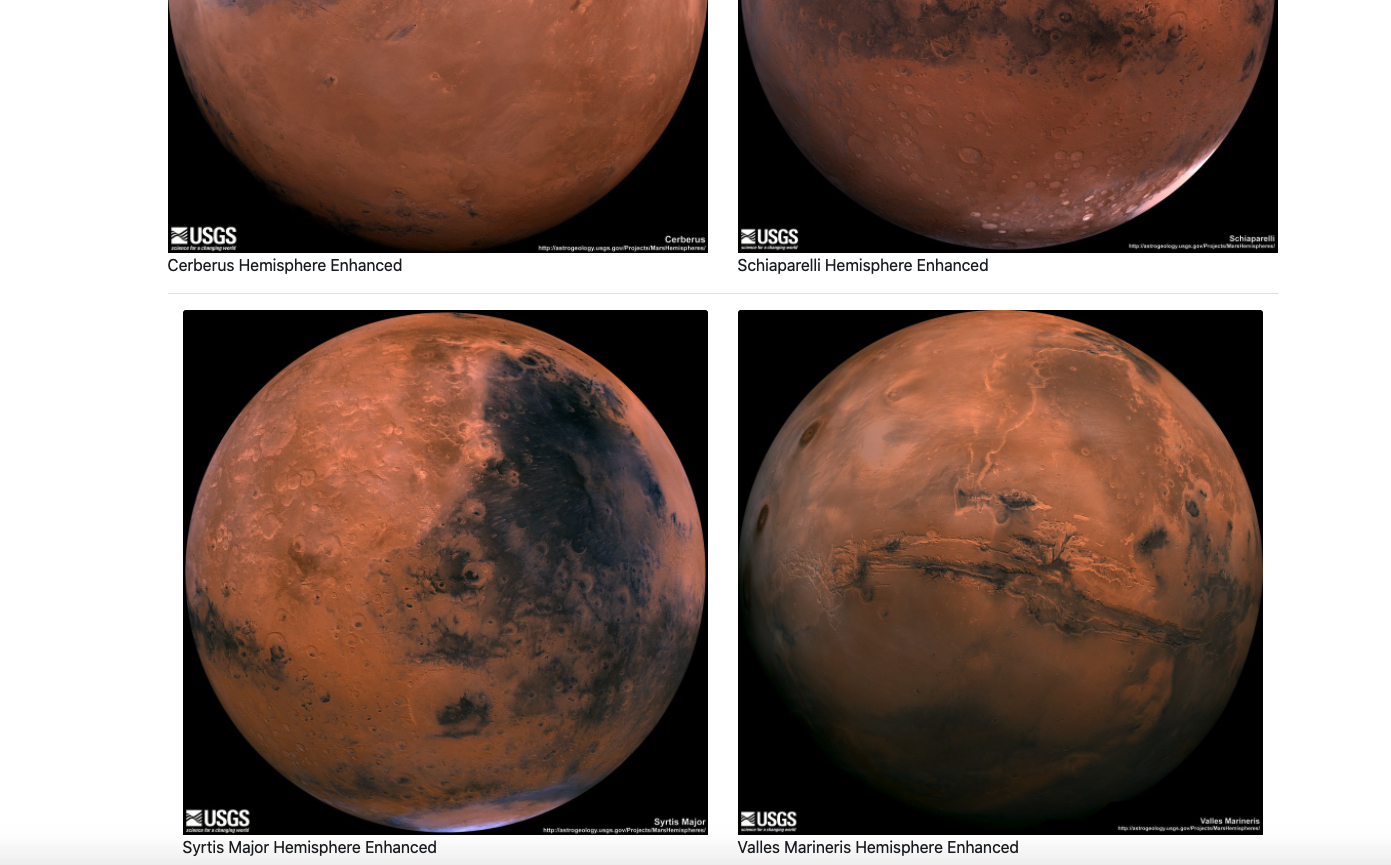 USGS
science for a changing world
Cerberus
http://astrogeology.usgs.gov/Projects/MarsHemispheres/
USGS
science for a changing world
Schiaparelli
http://astrogeology.usgs.gov/Projects/MarsHemispheres/
Cerberus Hemisphere Enhanced
Schiaparelli Hemisphere Enhanced
USGS
science for a changing world
Syrtis Major
http://astrogeology.usgs.gov/Projects/MarsHemispheres/
USGS
science for a changing world
Valles Marineris
http://astrogeology.usgs.gov/Projects/MarsHemispheres/
Syrtis Major Hemisphere Enhanced
Valles Marineris Hemisphere Enhanced